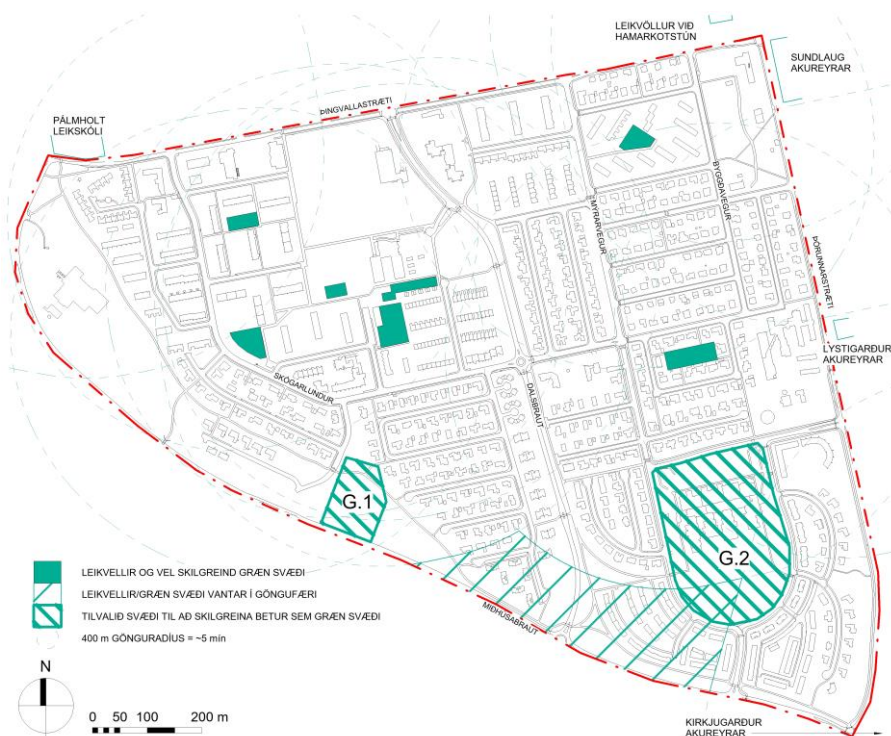 LEIKVÖLLUR VIÐ
HAMARKOTSTÚN
SUNDLAUG
AKUREYRAR
ÞINGVALLASTRÆTI
PÁLMHOLT
LEIKSKÓLI
BYGGÐAVEGUR
MÝRARVEGUR
ÞÓRUNNARSTRÆTI
LYSTIGARÐUR
AKUREYRAR
SKÓGARLUNDUR
DALSBRAUT
G.1
G.2
MIÐHÚSABRAUT
LEIKVELLIR OG VEL SKILGREIND GRÆN SVÆÐI
LEIKVELLIR/GRÆN SVÆÐI VANTAR Í GÖNGUFÆRI
TILVALIÐ SVÆÐI TIL AÐ SKILGREINA BETUR SEM GRÆN SVÆÐI
400 m GÖNGURADÍUS = ~5 mín
N
0 50 100 200 m
KIRKJUGARÐUR
AKUREYRAR